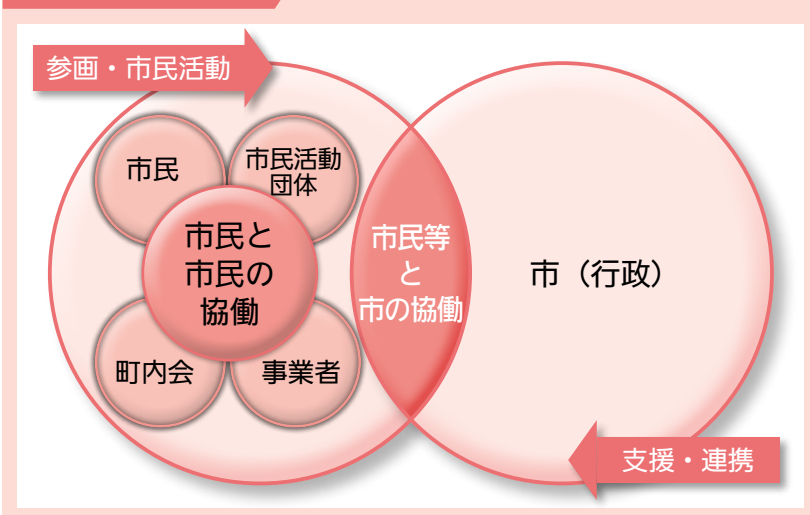 参画・市民活動
市民
市民活動
団体
市民と
市民の
協働
町内会
事業者
市民等
と
市の協働
市（行政）
支援・連携